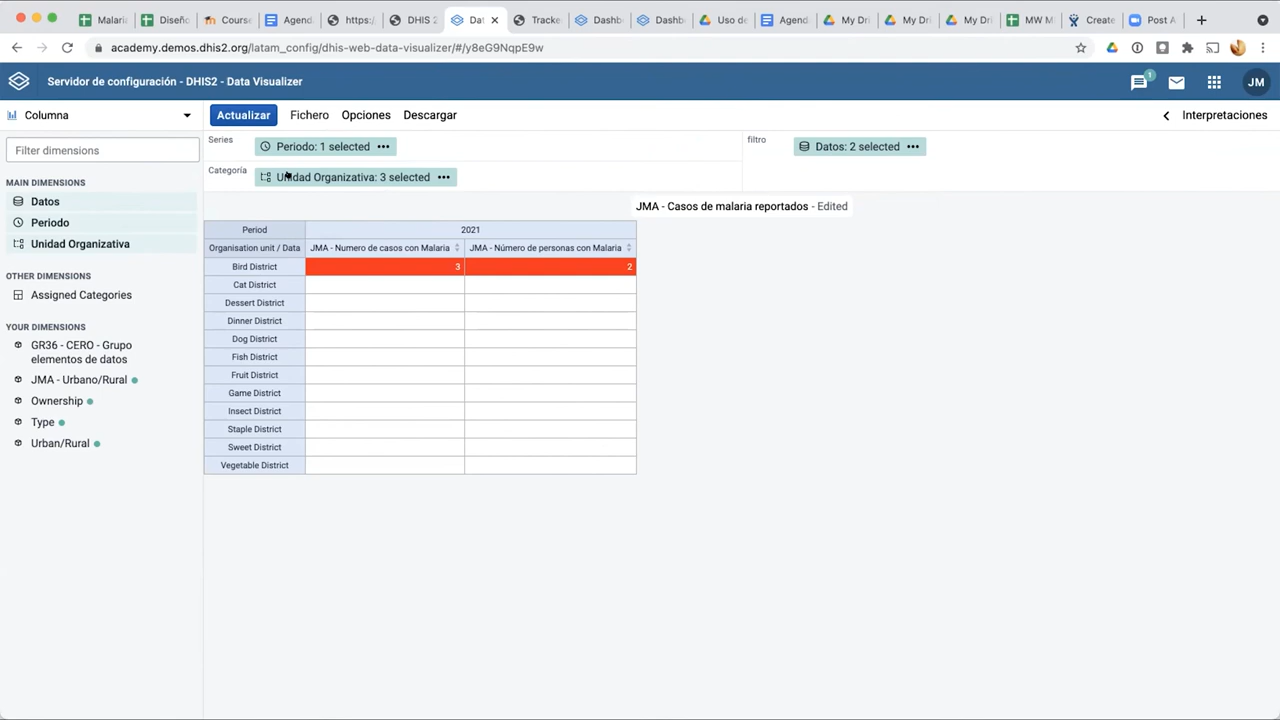 Malaria
Diseño
Course
Agend
https:/
DHIS 2
Dat
Tracke
Dashb
Dashbo
Uso de
Agend
My Dri
My Dri
My Dri
MW M
Create
Post A
academy.demos.dhis2.org/latam_config/dhis-web-data-visualizer/#/y8eG9NqpE9w
Servidor de configuración - DHIS2 - Data Visualizer
1
JM
Columna
Actualizar
Fichero
Opciones
Descargar
Interpretaciones
Filter dimensions
Series
Periodo: 1 selected
filtro
Datos: 2 selected
Categoría
Unidad Organizativa: 3 selected
MAIN DIMENSIONS
Datos
Periodo
Unidad Organizativa
OTHER DIMENSIONS
Assigned Categories
YOUR DIMENSIONS
GR36 - CERO - Grupo
elementos de datos
JMA - Urbano/Rural
Ownership
Type
Urban/Rural
JMA - Casos de malaria reportados - Edited
Period 2021
Organisation unit / Data JMA - Numero de casos con Malaria JMA - Número de personas con Malaria
Bird District 3 2
Cat District
Dessert District
Dinner District
Dog District
Fish District
Fruit District
Game District
Insect District
Staple District
Sweet District
Vegetable District